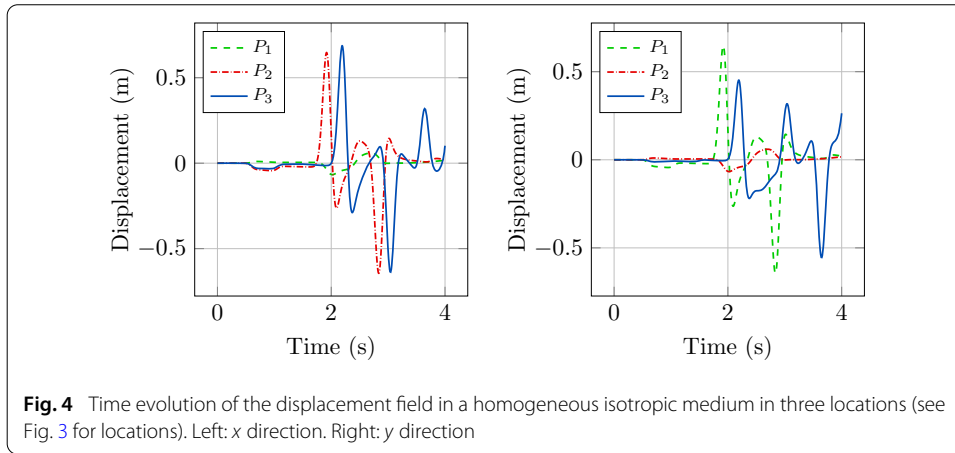 P1
P2
P3
0.5
0
−0.5
Displacement (m)
0 2 4
Time (s)
P1
P2
P3
0.5
0
−0.5
Displacement (m)
0 2 4
Time (s)
Fig. 4 Time evolution of the displacement field in a homogeneous isotropic medium in three locations (see
Fig. 3 for locations). Left: x direction. Right: y direction